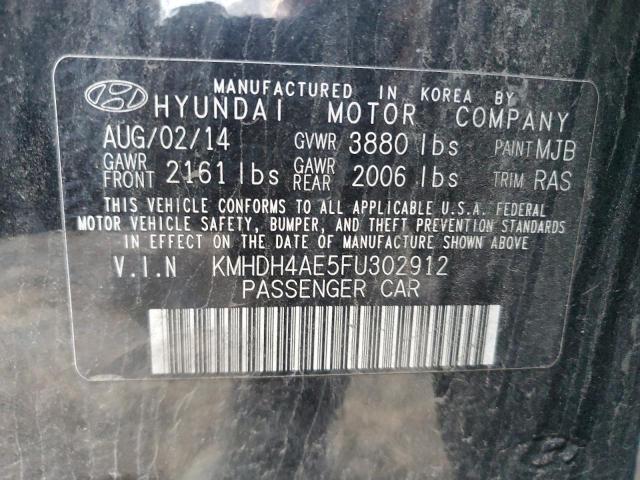 MANUFACTURED IN KOREA BY
HYUNDAI MOTOR COMPANY
AUG/02/14 GVWR 3880 lbs PAINT MJB
GAWR FRONT 2161 lbs GAWR REAR 2006 lbs TRIM RAS
THIS VEHICLE CONFORMS TO ALL APPLICABLE U.S.A. FEDERAL
MOTOR VEHICLE SAFETY, BUMPER, AND THEFT PREVENTION STANDARDS
IN EFFECT ON THE DATE OF MANUFACTURE SHOWN ABOVE.
V.I.N KMHDH4AE5FU302912
PASSENGER CAR